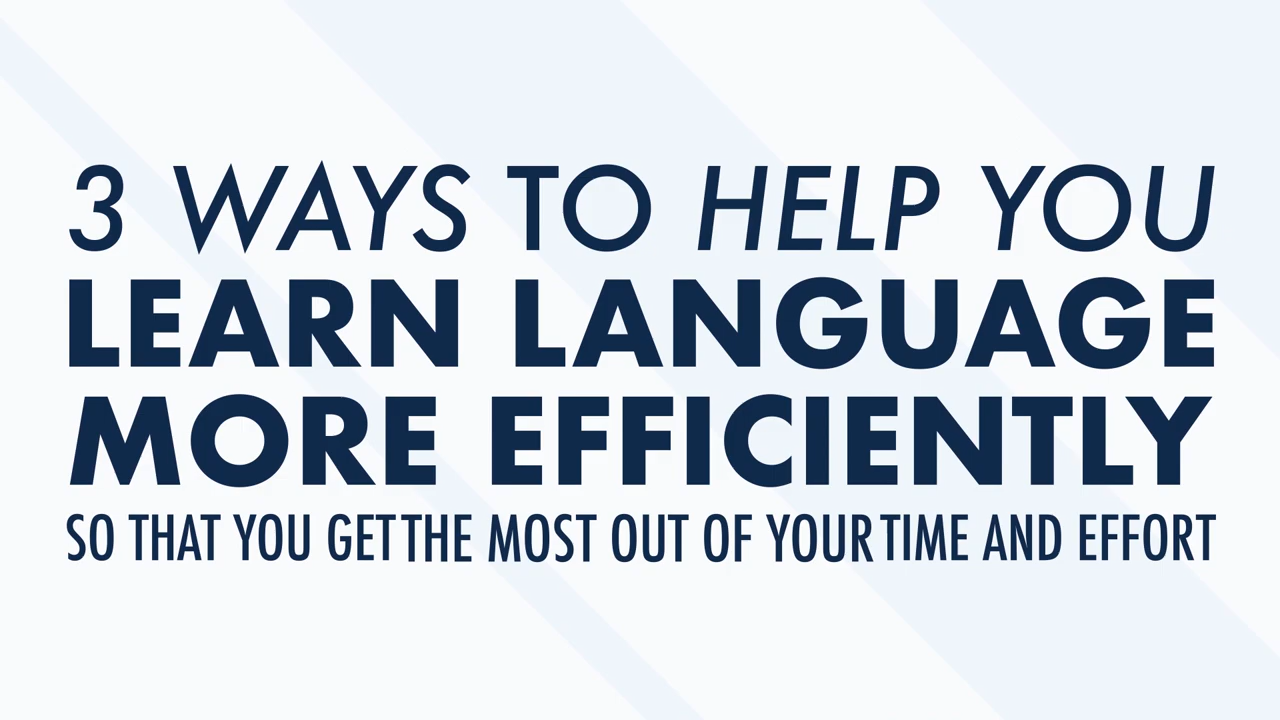 3 WAYS TO HELP YOU
LEARN LANGUAGE
MORE EFFICIENTLY
SO THAT YOU GET THE MOST OUT OF YOUR TIME AND EFFORT